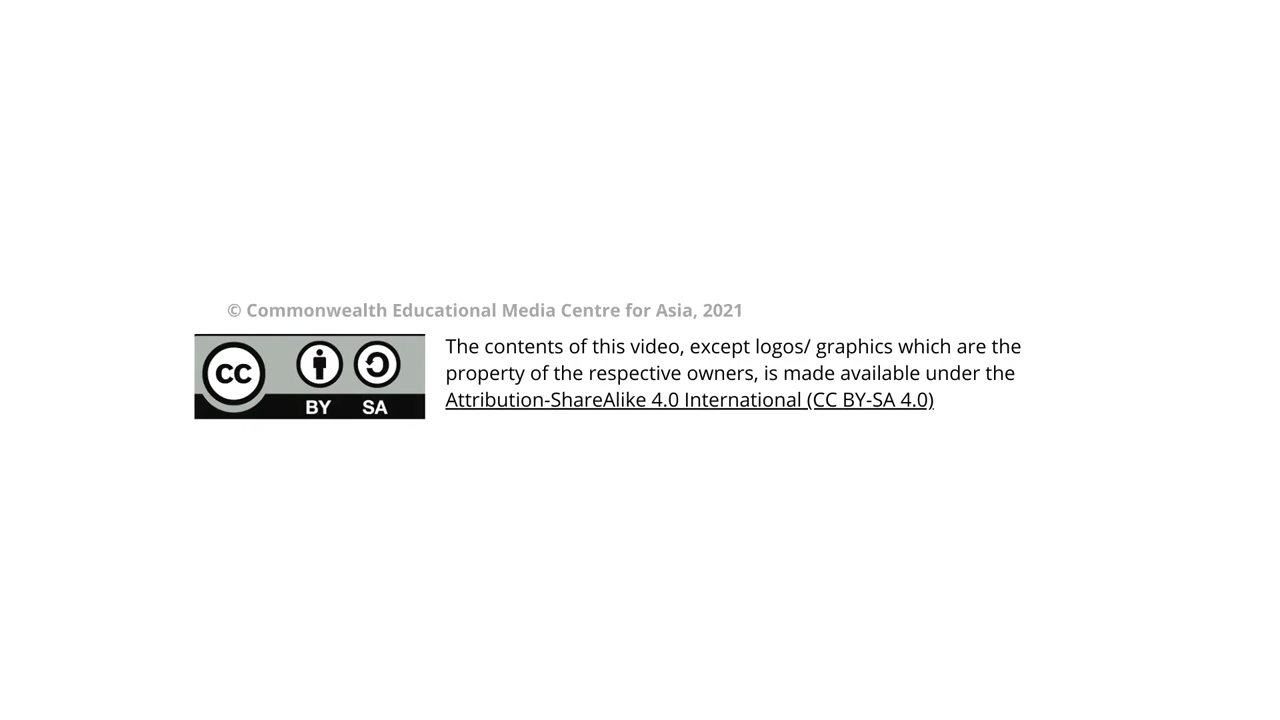 © Commonwealth Educational Media Centre for Asia, 2021
The contents of this video, except logos/ graphics which are the
property of the respective owners, is made available under the
Attribution-ShareAlike 4.0 International (CC BY-SA 4.0)
CC
BY SA